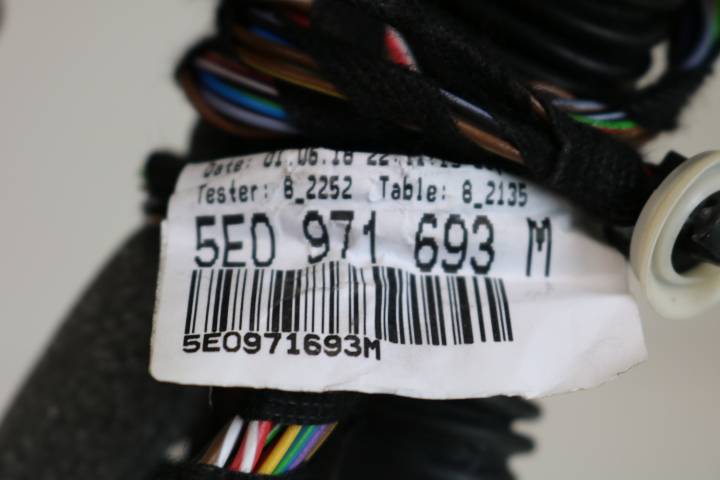 Date: 01.06.18
Tester: 8_2252 Table: 8_2135
5E0 971 693 M
5E0971693M